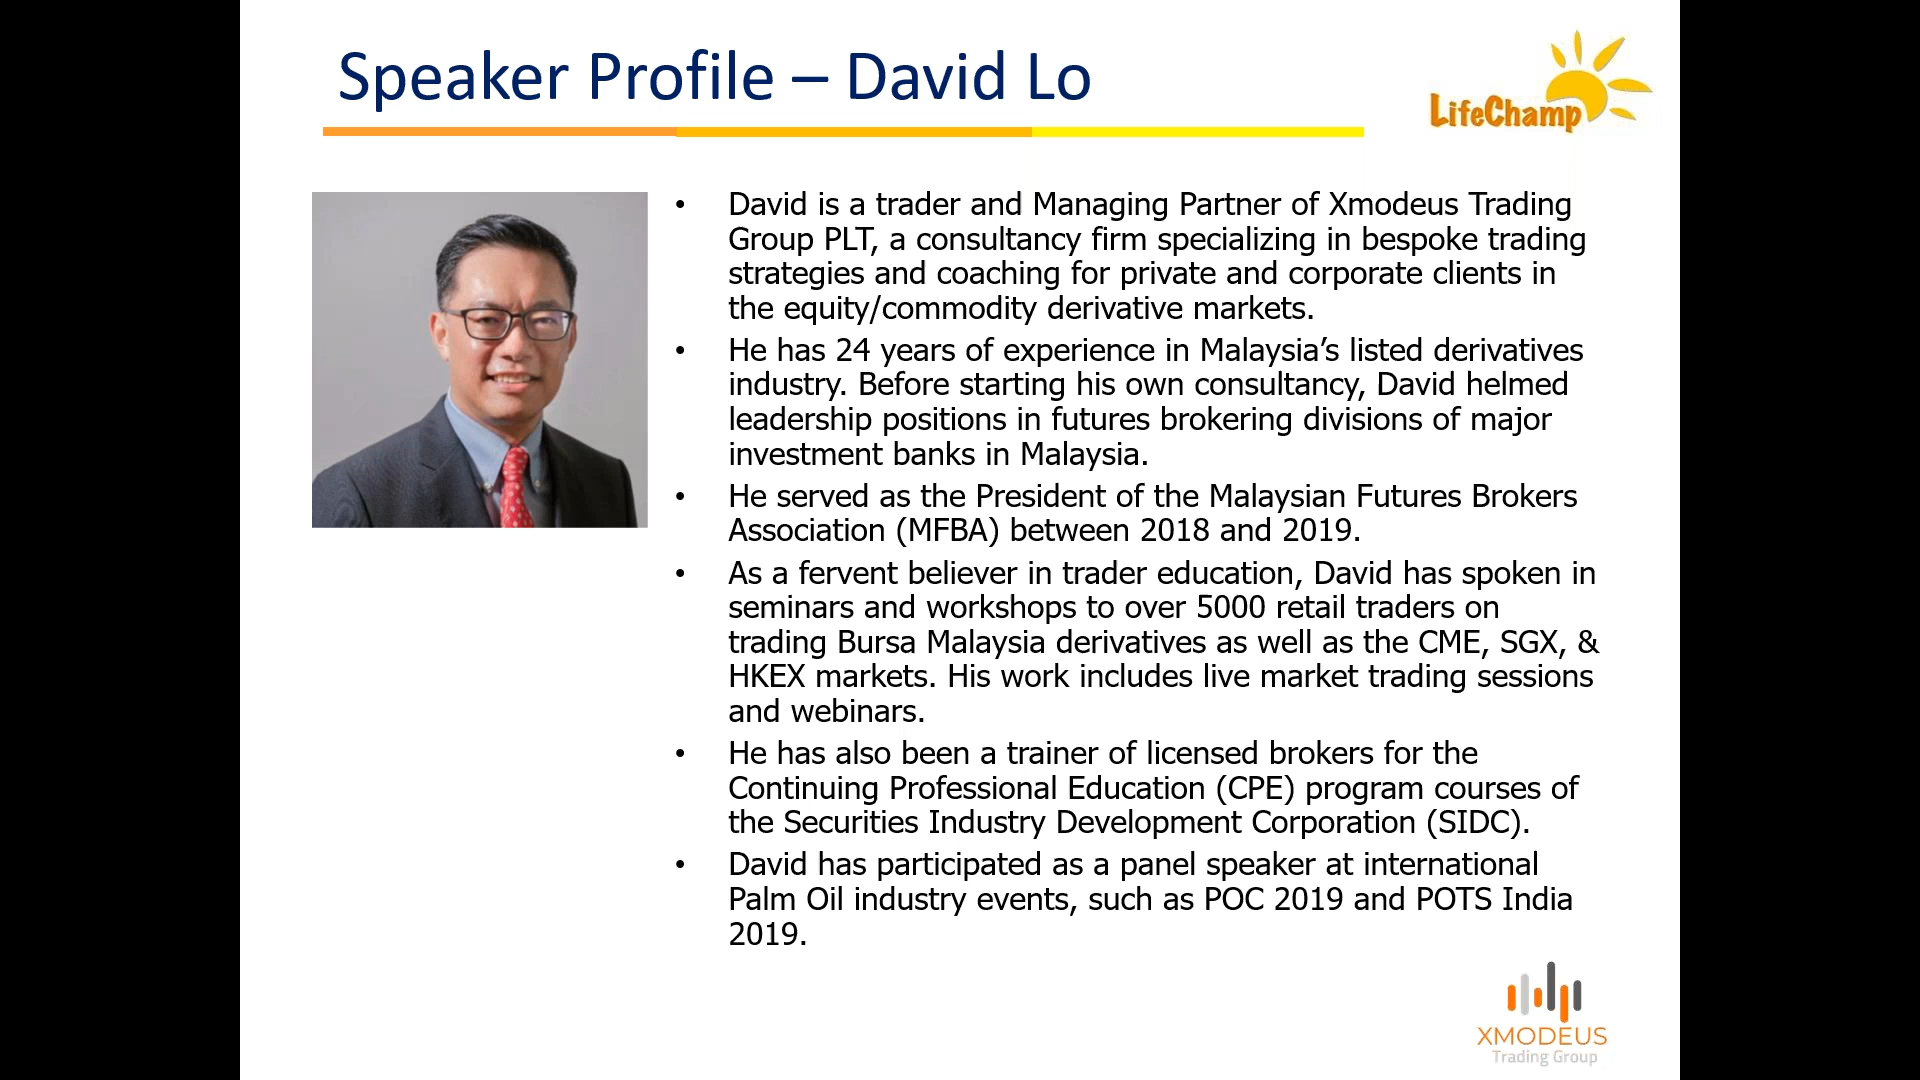 Speaker Profile – David Lo
LifeChamp
• David is a trader and Managing Partner of Xmodeus Trading
Group PLT, a consultancy firm specializing in bespoke trading
strategies and coaching for private and corporate clients in
the equity/commodity derivative markets.
• He has 24 years of experience in Malaysia’s listed derivatives
industry. Before starting his own consultancy, David helmed
leadership positions in futures brokering divisions of major
investment banks in Malaysia.
• He served as the President of the Malaysian Futures Brokers
Association (MFBA) between 2018 and 2019.
• As a fervent believer in trader education, David has spoken in
seminars and workshops to over 5000 retail traders on
trading Bursa Malaysia derivatives as well as the CME, SGX, &
HKEX markets. His work includes live market trading sessions
and webinars.
• He has also been a trainer of licensed brokers for the
Continuing Professional Education (CPE) program courses of
the Securities Industry Development Corporation (SIDC).
• David has participated as a panel speaker at international
Palm Oil industry events, such as POC 2019 and POTS India
2019.
XMODEUS
Trading Group